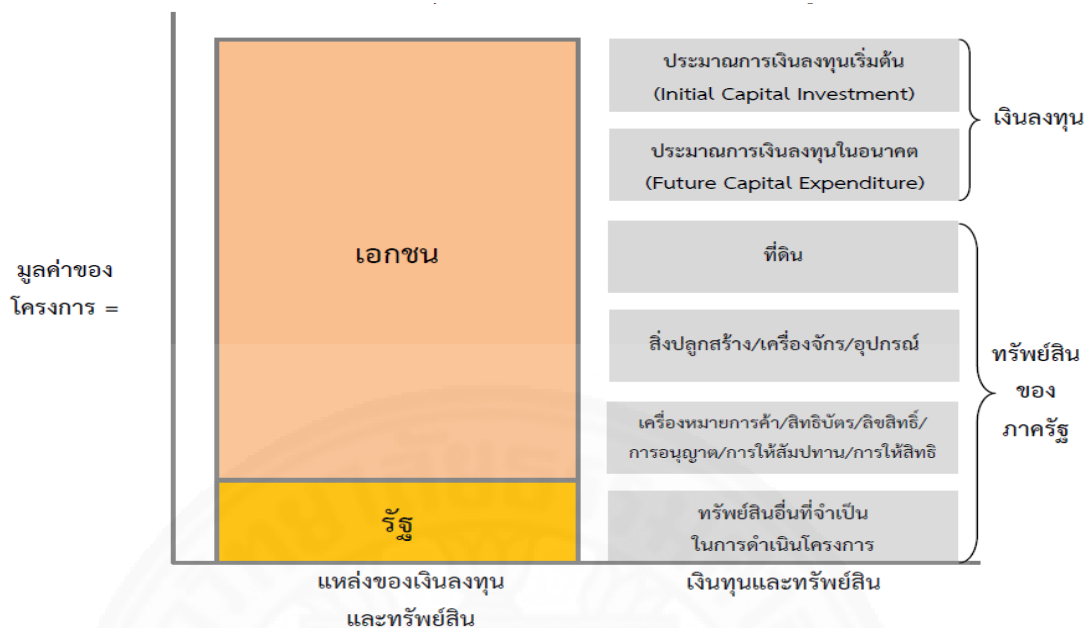 มูลค่าของ
โครงการ =
เอกชน
รัฐ
แหล่งของเงินลงทุน
และทรัพย์สิน
ประมาณการเงินลงทุนเริ่มต้น
(Initial Capital Investment)
ประมาณการเงินลงทุนในอนาคต
(Future Capital Expenditure)
ที่ดิน
สิ่งปลูกสร้าง/เครื่องจักร/อุปกรณ์
เครื่องหมายการค้า/สิทธิบัตร/ลิขสิทธิ์/
การอนุญาต/การให้สัมปทาน/การให้สิทธิ
ทรัพย์สินอื่นที่จำเป็น
ในการดำเนินโครงการ
เงินทุนและทรัพย์สิน
เงินลงทุน
ทรัพย์สิน
ของ
ภาครัฐ